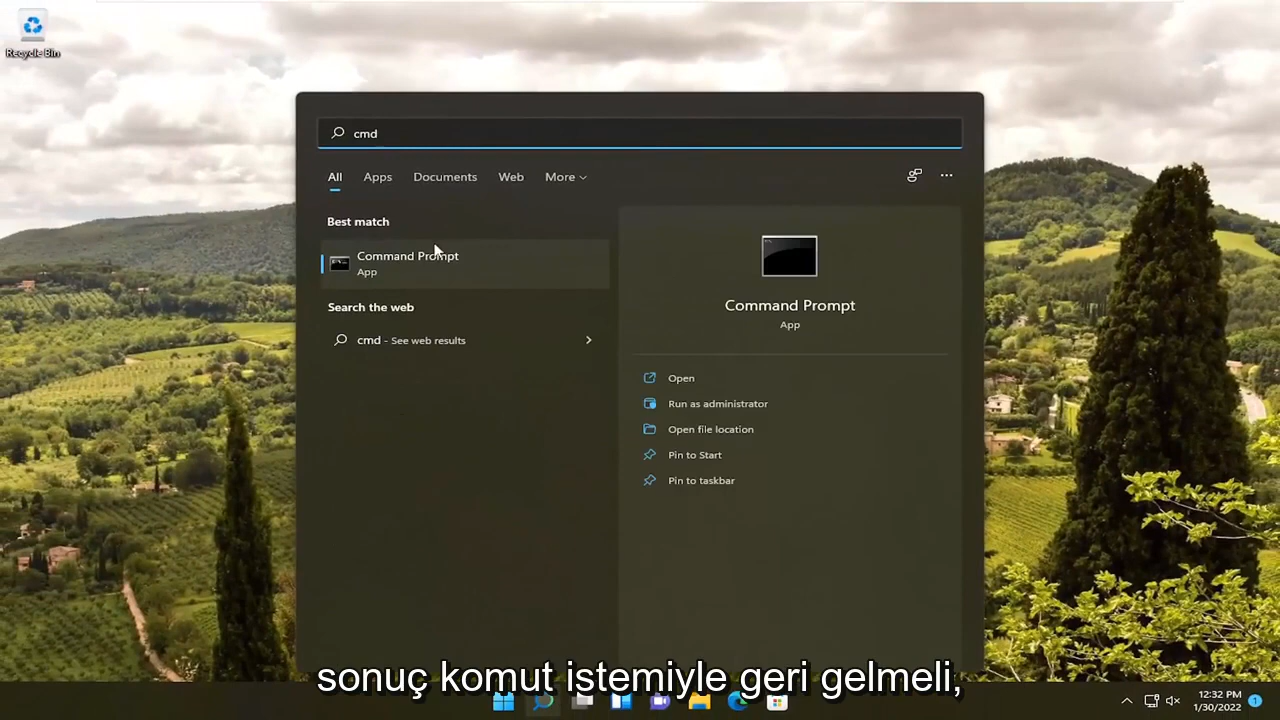 Recycle Bin
cmd
All Apps Documents Web More
Best match
Command Prompt
App
Search the web
cmd - See web results
Command Prompt
App
Open
Run as administrator
Open file location
Pin to Start
Pin to taskbar
sonuç komut istemiyle geri gelmeli,
12:32 PM
1/30/2022
1